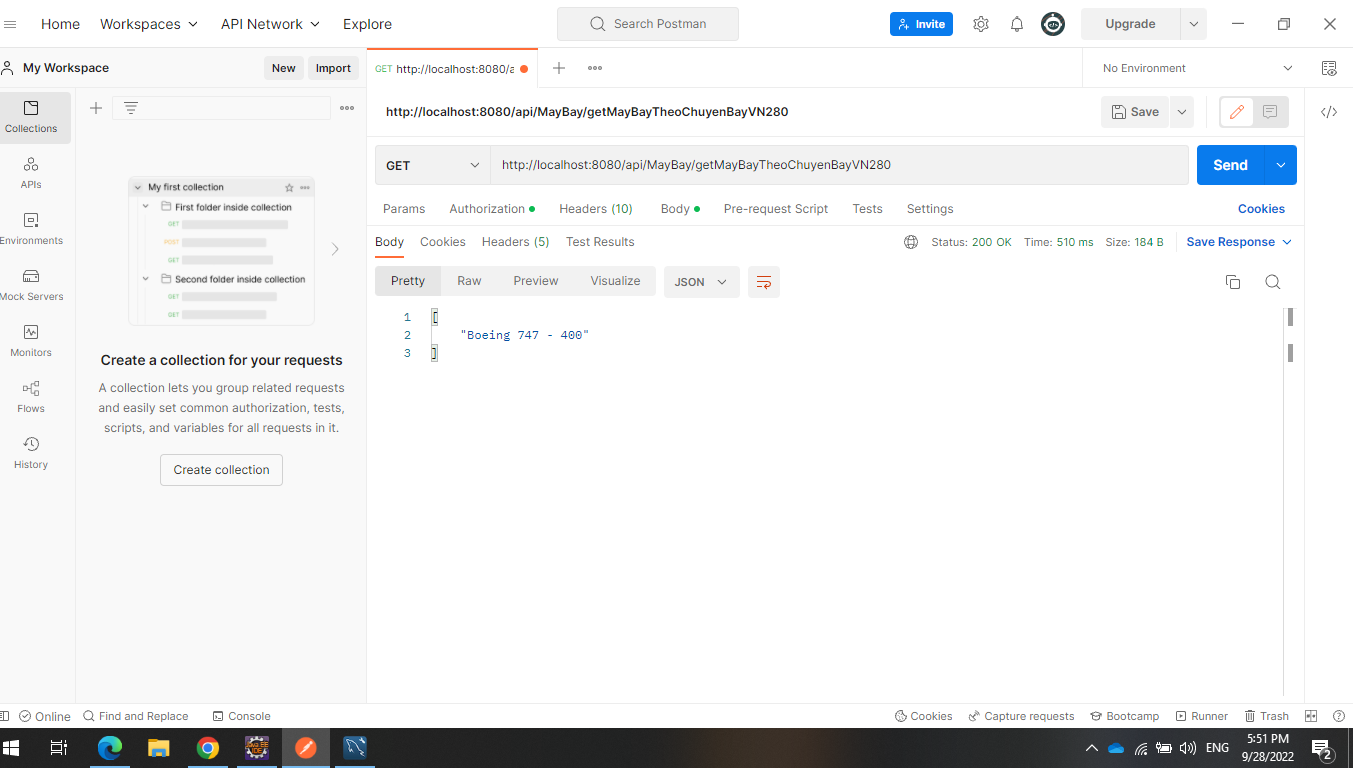 Home Workspaces API Network Explore Search Postman Invite Upgrade
My Workspace New Import GET http://localhost:8080/a No Environment
http://localhost:8080/api/MayBay/getMayBayTheoChuyenBayVN280 Save
GET http://localhost:8080/api/MayBay/getMayBayTheoChuyenBayVN280 Send
Params Authorization Headers (10) Body Pre-request Script Tests Settings Cookies
Body Cookies Headers (5) Test Results Status: 200 OK Time: 510 ms Size: 184 B Save Response
Pretty Raw Preview Visualize JSON
1 [
2 "Boeing 747 - 400"
3 ]
Collections
APIs
Environments
Mock Servers
Monitors
Flows
History
My first collection
First folder inside collection
GET
POST
GET
Second folder inside collection
GET
GET
Create a collection for your requests
A collection lets you group related requests
and easily set common authorization, tests,
scripts, and variables for all requests in it.
Create collection
Online Find and Replace Console Cookies Capture requests Bootcamp Runner Trash
ENG
5:51 PM
9/28/2022
2